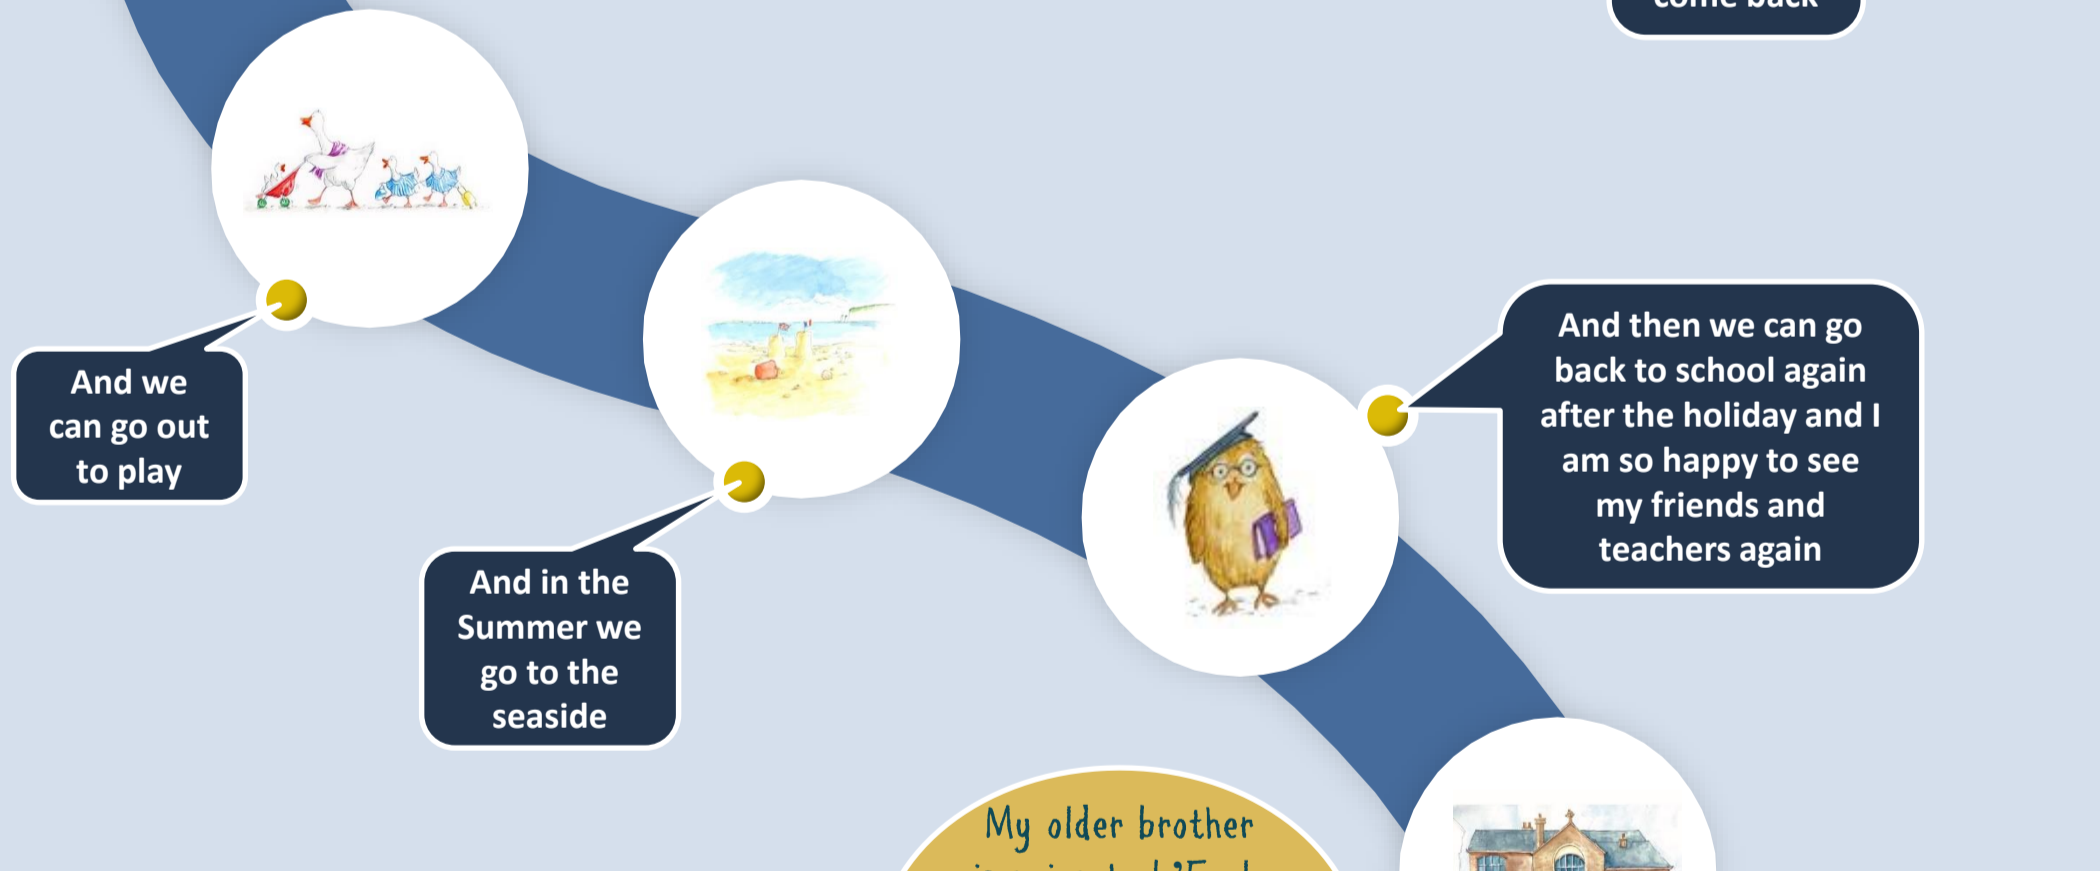 come back
And we
can go out
to play
And in the
Summer we
go to the
seaside
And then we can go
back to school again
after the holiday and I
am so happy to see
my friends and
teachers again
My older brother